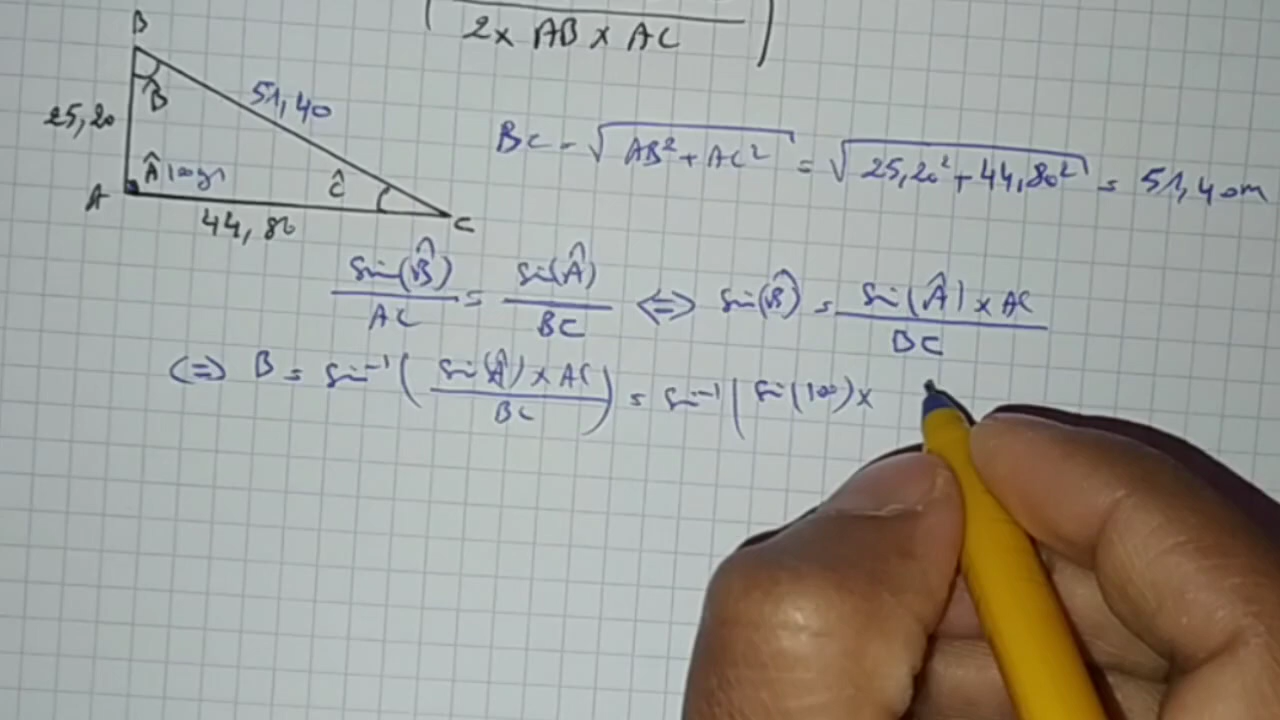 2x AB x AC
B
B̂
51,40
25,20
Â 100gr
Ĉ
A
44,80
C
BC = √(AB² + AC²) = √(25,20² + 44,80²) = 51,40m
sin(B̂)/AC = sin(Â)/BC <=> sin(B̂) = sin(Â) x AC / BC
<=> B = sin⁻¹( sin(Â) x AC / BC ) = sin⁻¹( sin(100) x